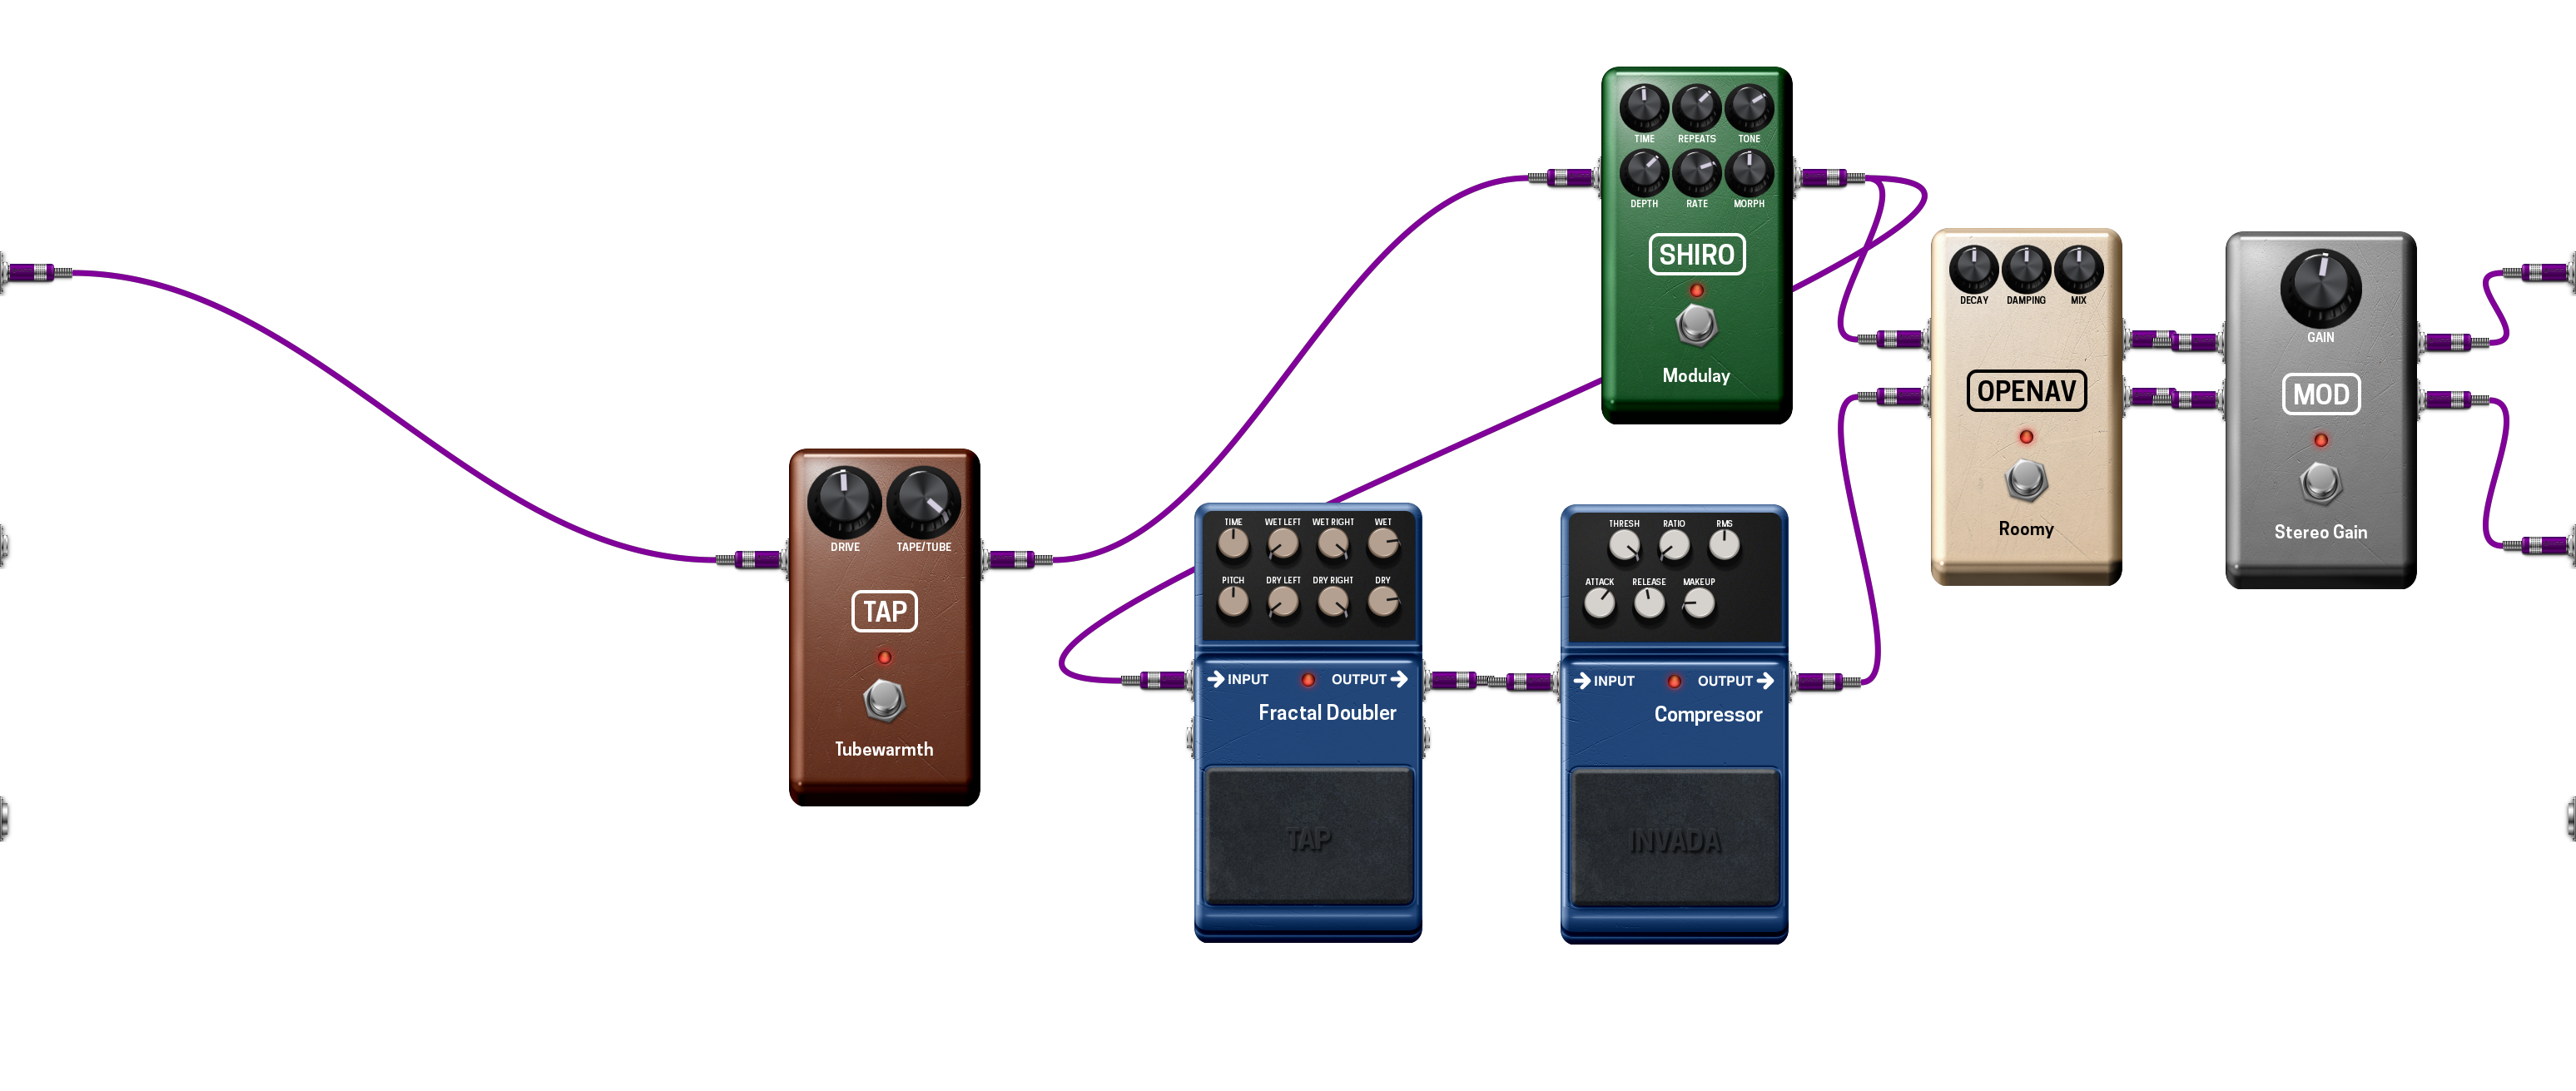 DRIVE TAPE/TUBE
TAP
Tubewarmth
TIME WET LEFT WET RIGHT WET
PITCH DRY LEFT DRY RIGHT DRY
INPUT OUTPUT
Fractal Doubler
TAP
THRESH RATIO RMS
ATTACK RELEASE MAKEUP
INPUT OUTPUT
Compressor
INVADA
TIME REPEATS TONE
DEPTH RATE MORPH
SHIRO
Modulay
DECAY DAMPING MIX
OPENAV
Roomy
GAIN
MOD
Stereo Gain